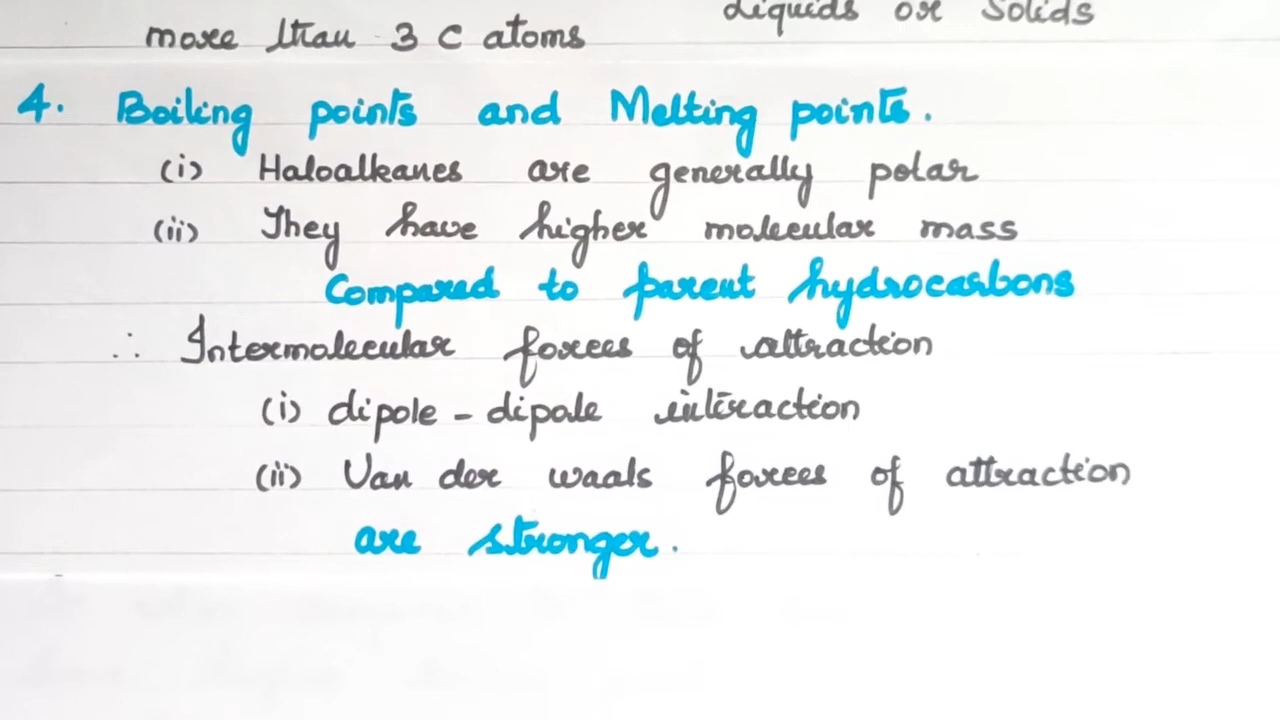 more than 3 C atoms liquids or Solids
4. Boiling points and Melting points.
(i) Haloalkanes are generally polar
(ii) They have higher molecular mass
Compared to parent hydrocarbons
∴ Intermolecular forces of attraction
(i) dipole - dipole interaction
(ii) Van der waals forces of attraction
are stronger.